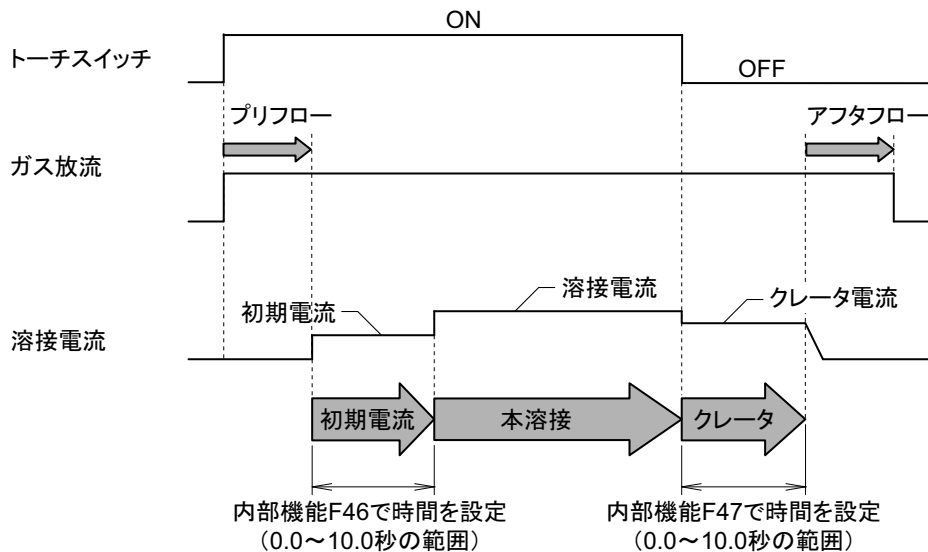 ON
トーチスイッチ
OFF
プリフロー
アフタフロー
ガス放流
溶接電流
クレータ電流
初期電流
溶接電流
初期電流
本溶接
クレータ
内部機能F46で時間を設定
（0.0～10.0秒の範囲）
内部機能F47で時間を設定
（0.0～10.0秒の範囲）